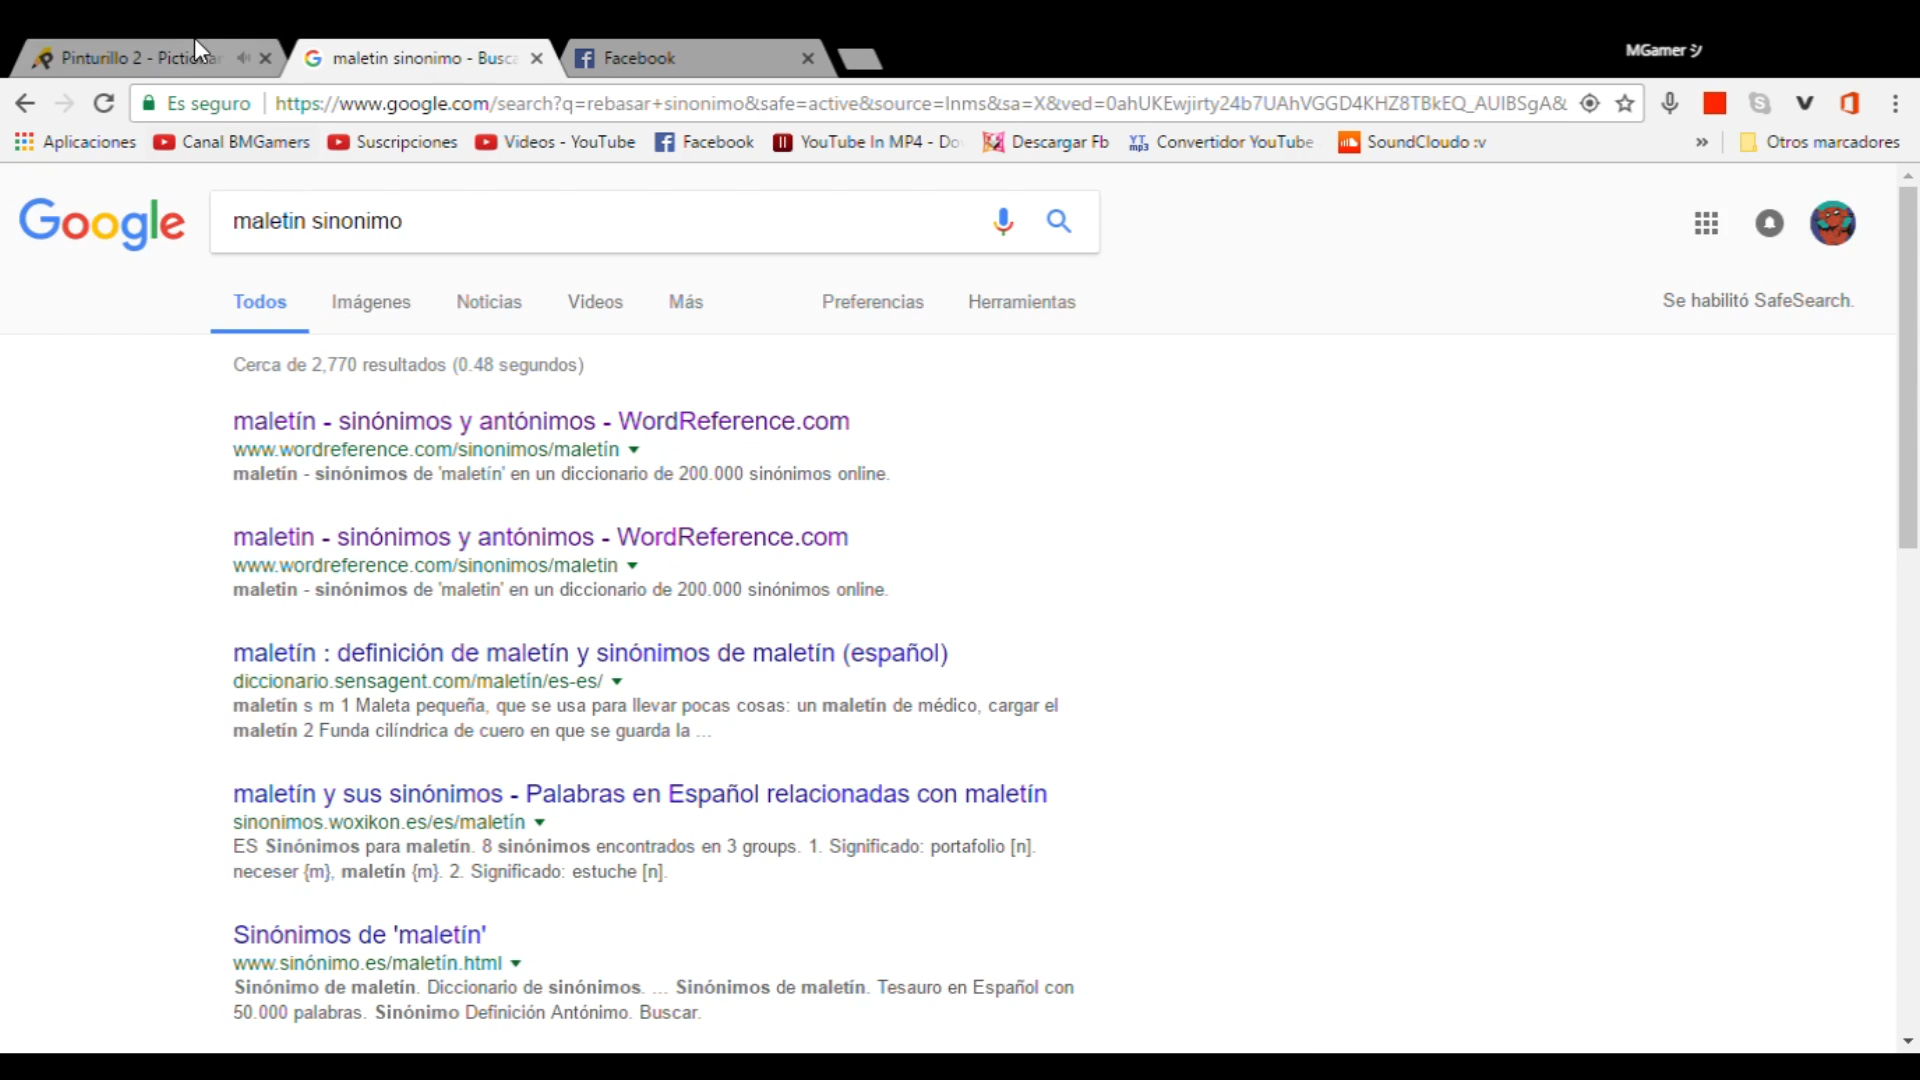 Pinturillo 2 - Pictionar
maletin sinonimo - Busca
Facebook
MGamer シ
Es seguro
https://www.google.com/search?q=rebasar+sinonimo&safe=active&source=lnms&sa=X&ved=0ahUKEwjirty24b7UAhVGGD4KHZ8TBkEQ_AUIBSgA&
Aplicaciones
Canal BMGamers
Suscripciones
Videos - YouTube
Facebook
YouTube In MP4 - Do
Descargar Fb
Convertidor YouTube
SoundCloudo :v
»
Otros marcadores
Google
maletin sinonimo
Todos
Imágenes
Noticias
Videos
Más
Preferencias
Herramientas
Se habilitó SafeSearch.
Cerca de 2,770 resultados (0.48 segundos)
maletín - sinónimos y antónimos - WordReference.com
www.wordreference.com/sinonimos/maletín
maletín - sinónimos de 'maletín' en un diccionario de 200.000 sinónimos online.
maletin - sinónimos y antónimos - WordReference.com
www.wordreference.com/sinonimos/maletin
maletin - sinónimos de 'maletin' en un diccionario de 200.000 sinónimos online.
maletín : definición de maletín y sinónimos de maletín (español)
diccionario.sensagent.com/maletín/es-es/
maletín s m 1 Maleta pequeña, que se usa para llevar pocas cosas: un maletín de médico, cargar el
maletín 2 Funda cilíndrica de cuero en que se guarda la ...
maletín y sus sinónimos - Palabras en Español relacionadas con maletín
sinonimos.woxikon.es/es/maletín
ES Sinónimos para maletín. 8 sinónimos encontrados en 3 groups. 1. Significado: portafolio [n].
neceser {m}, maletín {m}. 2. Significado: estuche [n].
Sinónimos de 'maletín'
www.sinónimo.es/maletín.html
Sinónimo de maletín. Diccionario de sinónimos. ... Sinónimos de maletín. Tesauro en Español con
50.000 palabras. Sinónimo Definición Antónimo. Buscar.